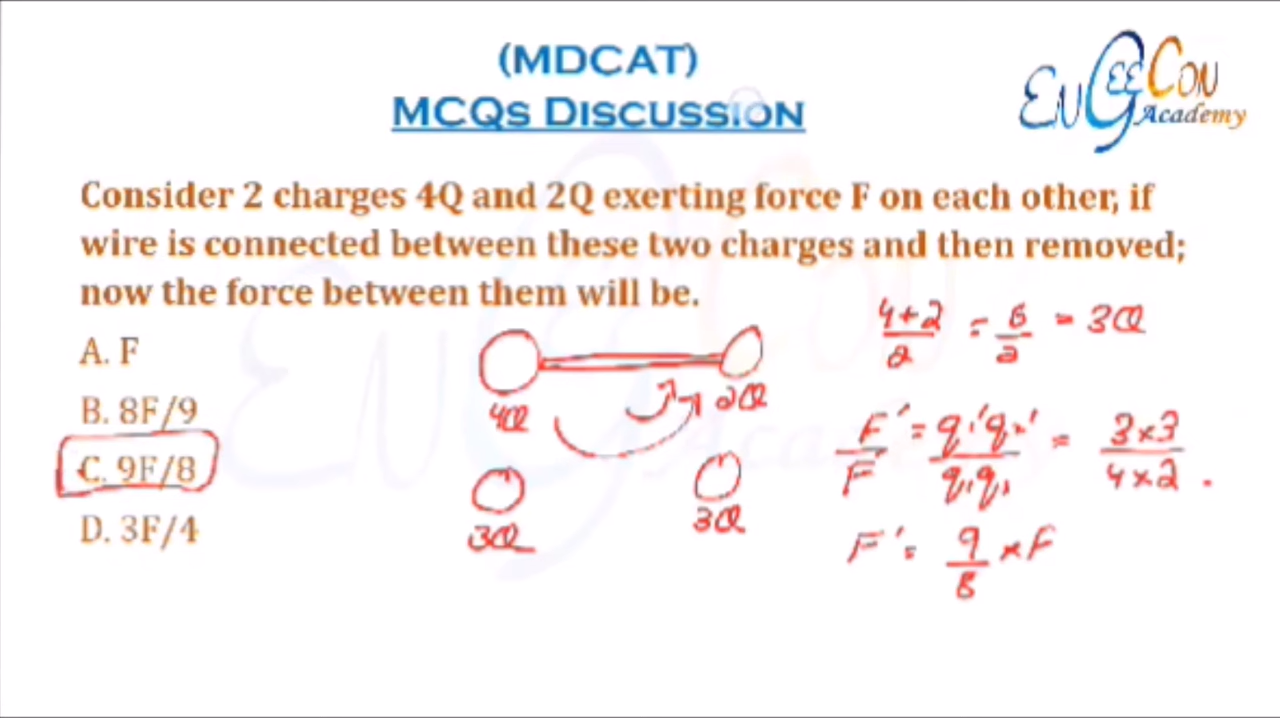 (MDCAT)
MCQs Discussion
EnGeeCon
Academy
Consider 2 charges 4Q and 2Q exerting force F on each other, if
wire is connected between these two charges and then removed;
now the force between them will be.
4+2/2 = 6/2 = 3Q
A. F
B. 8F/9
4Q 2Q
F'/F = q₁'q₂'/q₁q₂ = 3×3/4×2 .
C. 9F/8
D. 3F/4
3Q 3Q
F' = 9/8 × F